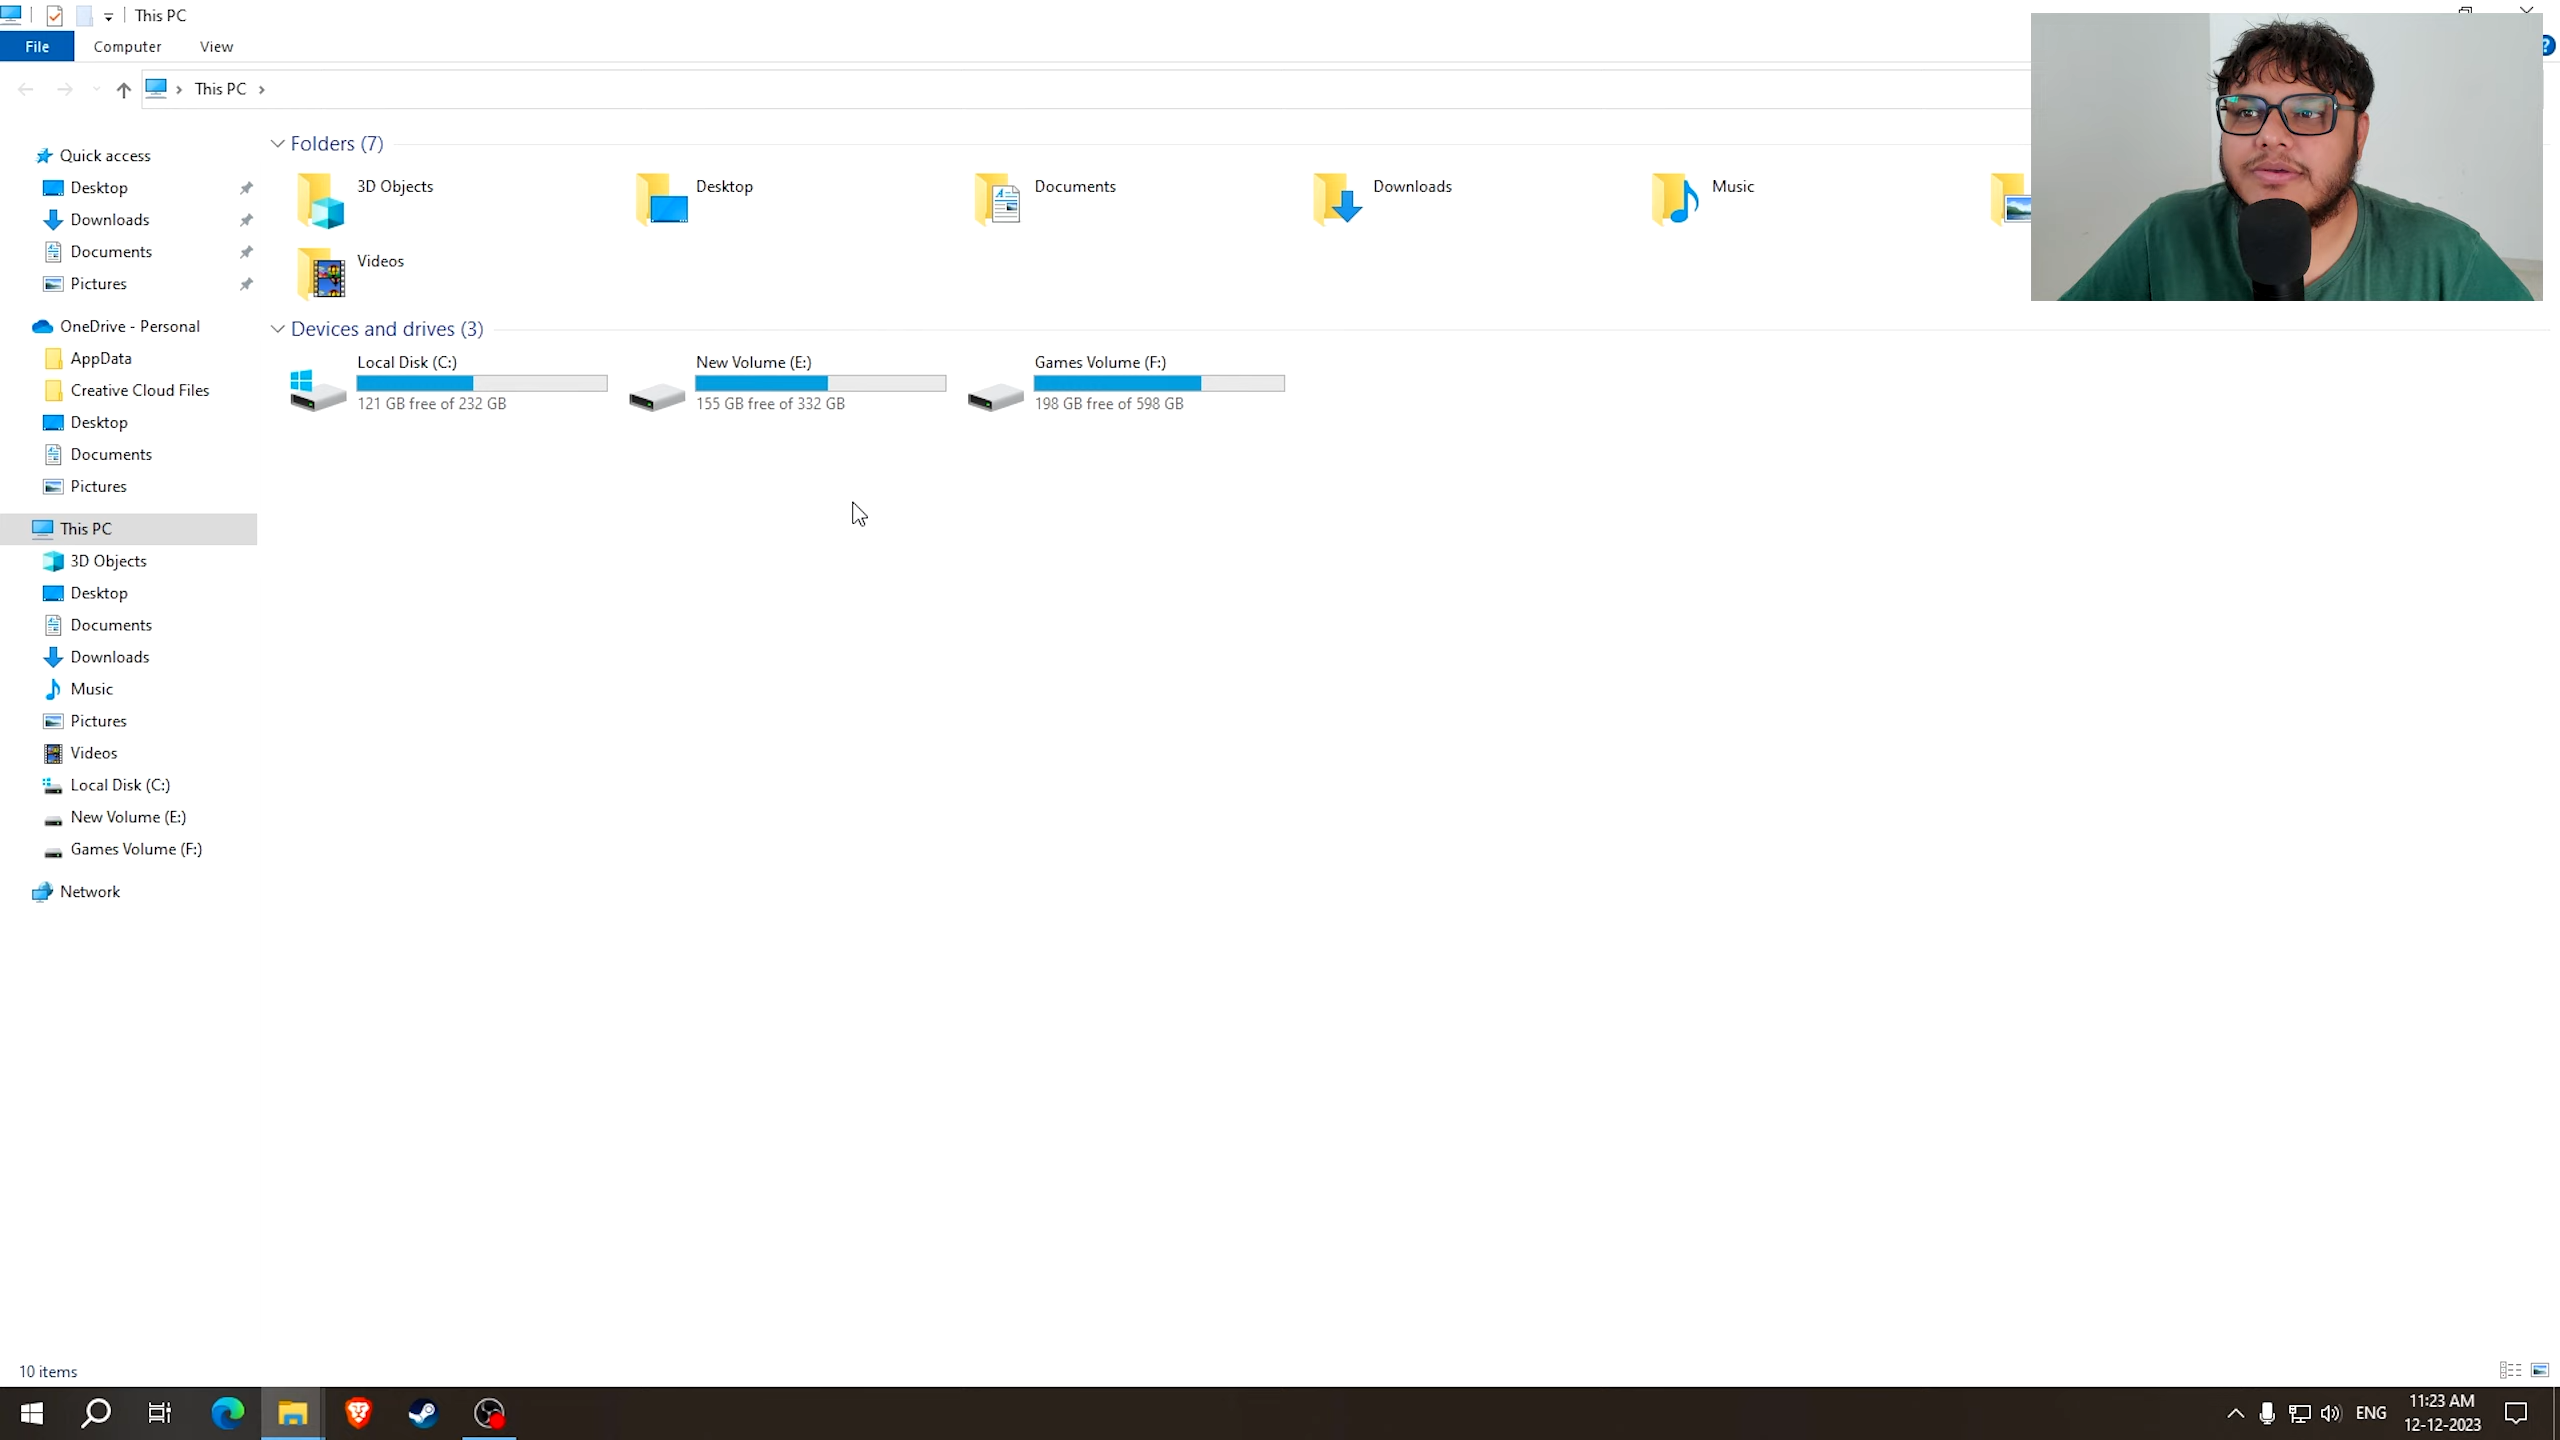 This PC
File Computer View
This PC
Quick access
Desktop
Downloads
Documents
Pictures
OneDrive - Personal
AppData
Creative Cloud Files
Desktop
Documents
Pictures
This PC
3D Objects
Desktop
Documents
Downloads
Music
Pictures
Videos
Local Disk (C:)
New Volume (E:)
Games Volume (F:)
Network
Folders (7)
3D Objects
Desktop
Documents
Downloads
Music
Videos
Devices and drives (3)
Local Disk (C:)
121 GB free of 232 GB
New Volume (E:)
155 GB free of 332 GB
Games Volume (F:)
198 GB free of 598 GB
10 items
ENG
11:23 AM
12-12-2023